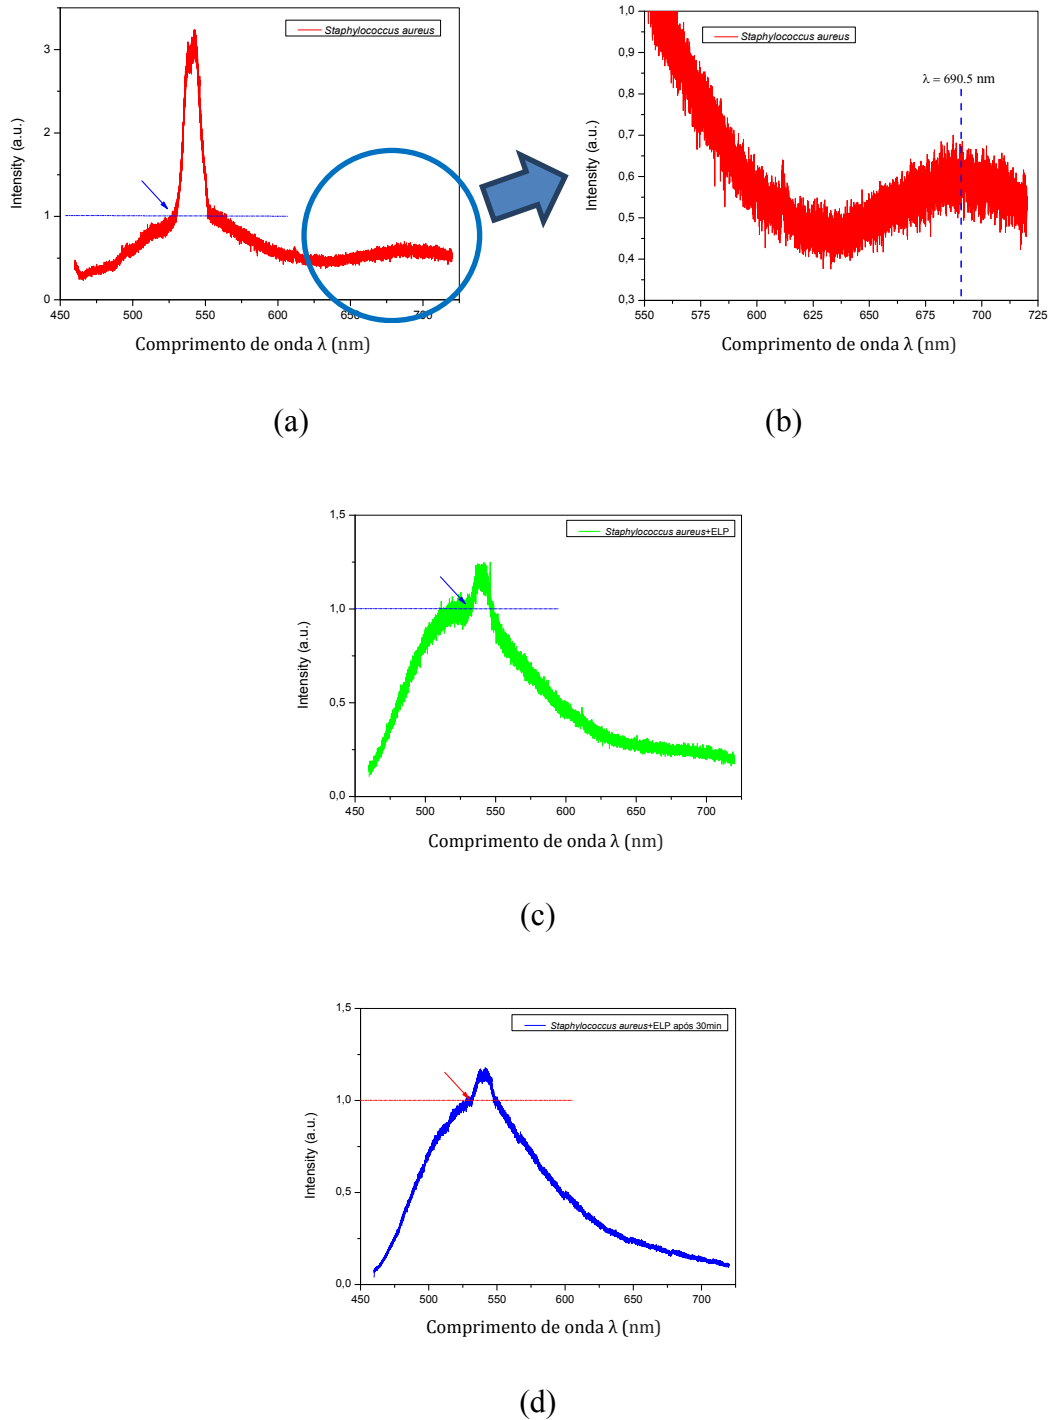 Staphylococcus aureus
Intensity (a.u.)
3
2
1
0
450 500 550 600 650 700
Comprimento de onda λ (nm)
(a)
Staphylococcus aureus
λ = 690.5 nm
Intensity (a.u.)
1,0
0,9
0,8
0,7
0,6
0,5
0,4
0,3
550 575 600 625 650 675 700 725
Comprimento de onda λ (nm)
(b)
Staphylococcus aureus+ELP
Intensity (a.u.)
1,5
1,0
0,5
0,0
450 500 550 600 650 700
Comprimento de onda λ (nm)
(c)
Staphylococcus aureus+ELP após 30min
Intensity (a.u.)
1,5
1,0
0,5
0,0
450 500 550 600 650 700
Comprimento de onda λ (nm)
(d)